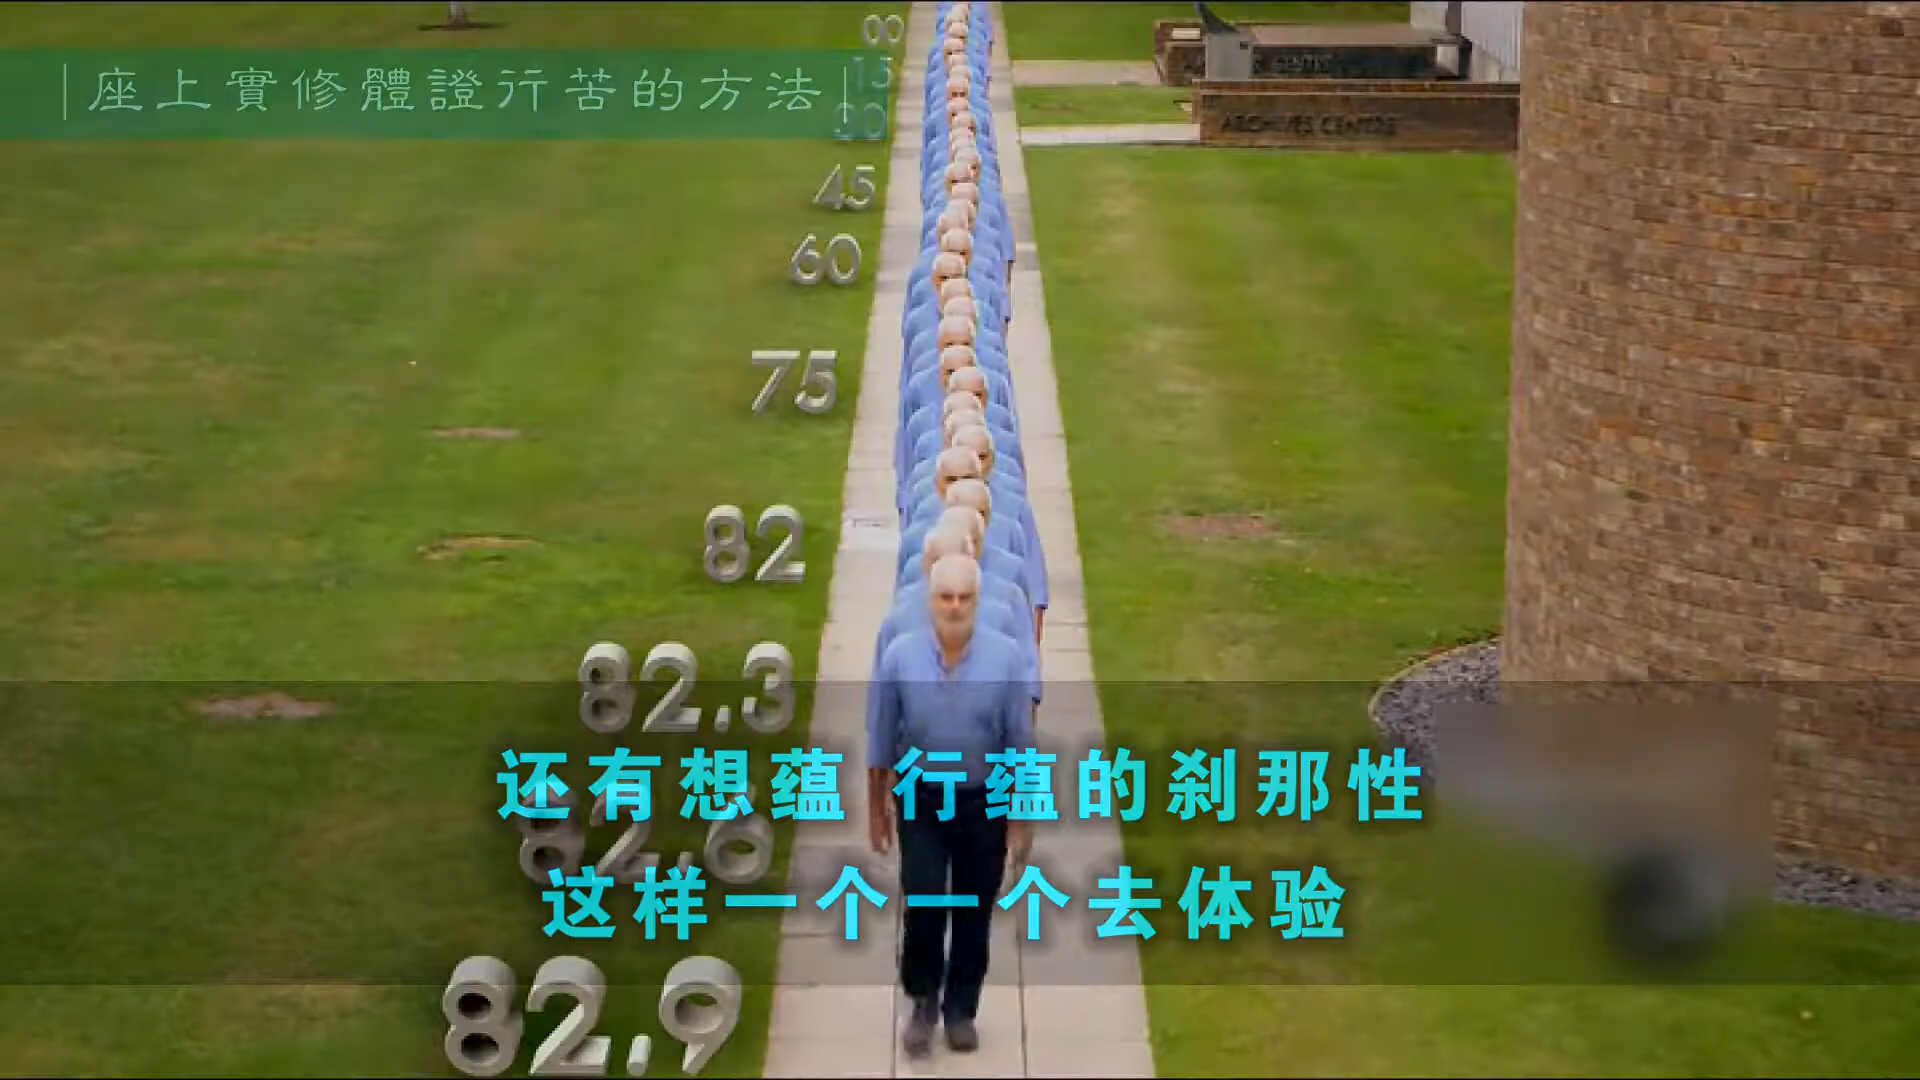 ∞
座上實修體證行苦的方法
15
30
ARCHIVES CENTRE
45
60
75
82
82.3
还有想蕴 行蕴的刹那性
82.6
这样一个一个去体验
82.9